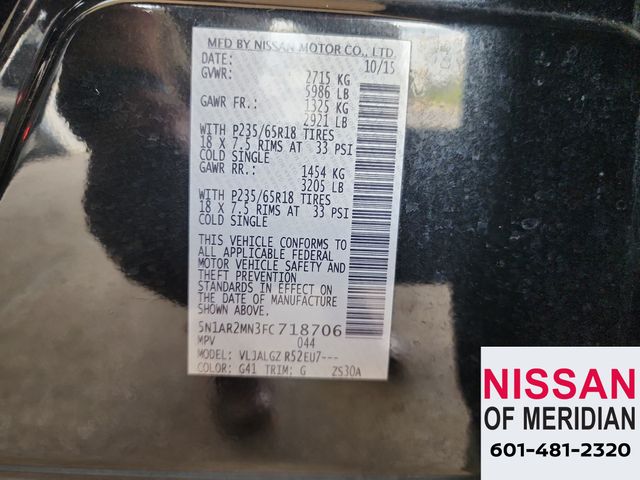 MFD BY NISSAN MOTOR CO., LTD.
DATE: 10/15
GVWR: 2715 KG
5986 LB
GAWR FR.: 1325 KG
2921 LB
WITH P235/65R18 TIRES
18 X 7.5 RIMS AT 33 PSI
COLD SINGLE
GAWR RR.: 1454 KG
3205 LB
WITH P235/65R18 TIRES
18 X 7.5 RIMS AT 33 PSI
COLD SINGLE
THIS VEHICLE CONFORMS TO
ALL APPLICABLE FEDERAL
MOTOR VEHICLE SAFETY AND
THEFT PREVENTION
STANDARDS IN EFFECT ON
THE DATE OF MANUFACTURE
SHOWN ABOVE.
5N1AR2MN3FC718706
MPV 044
MODEL: VLJALGZ R52EU7---
COLOR: G41 TRIM: G ZS30A
NISSAN
OF MERIDIAN
601-481-2320